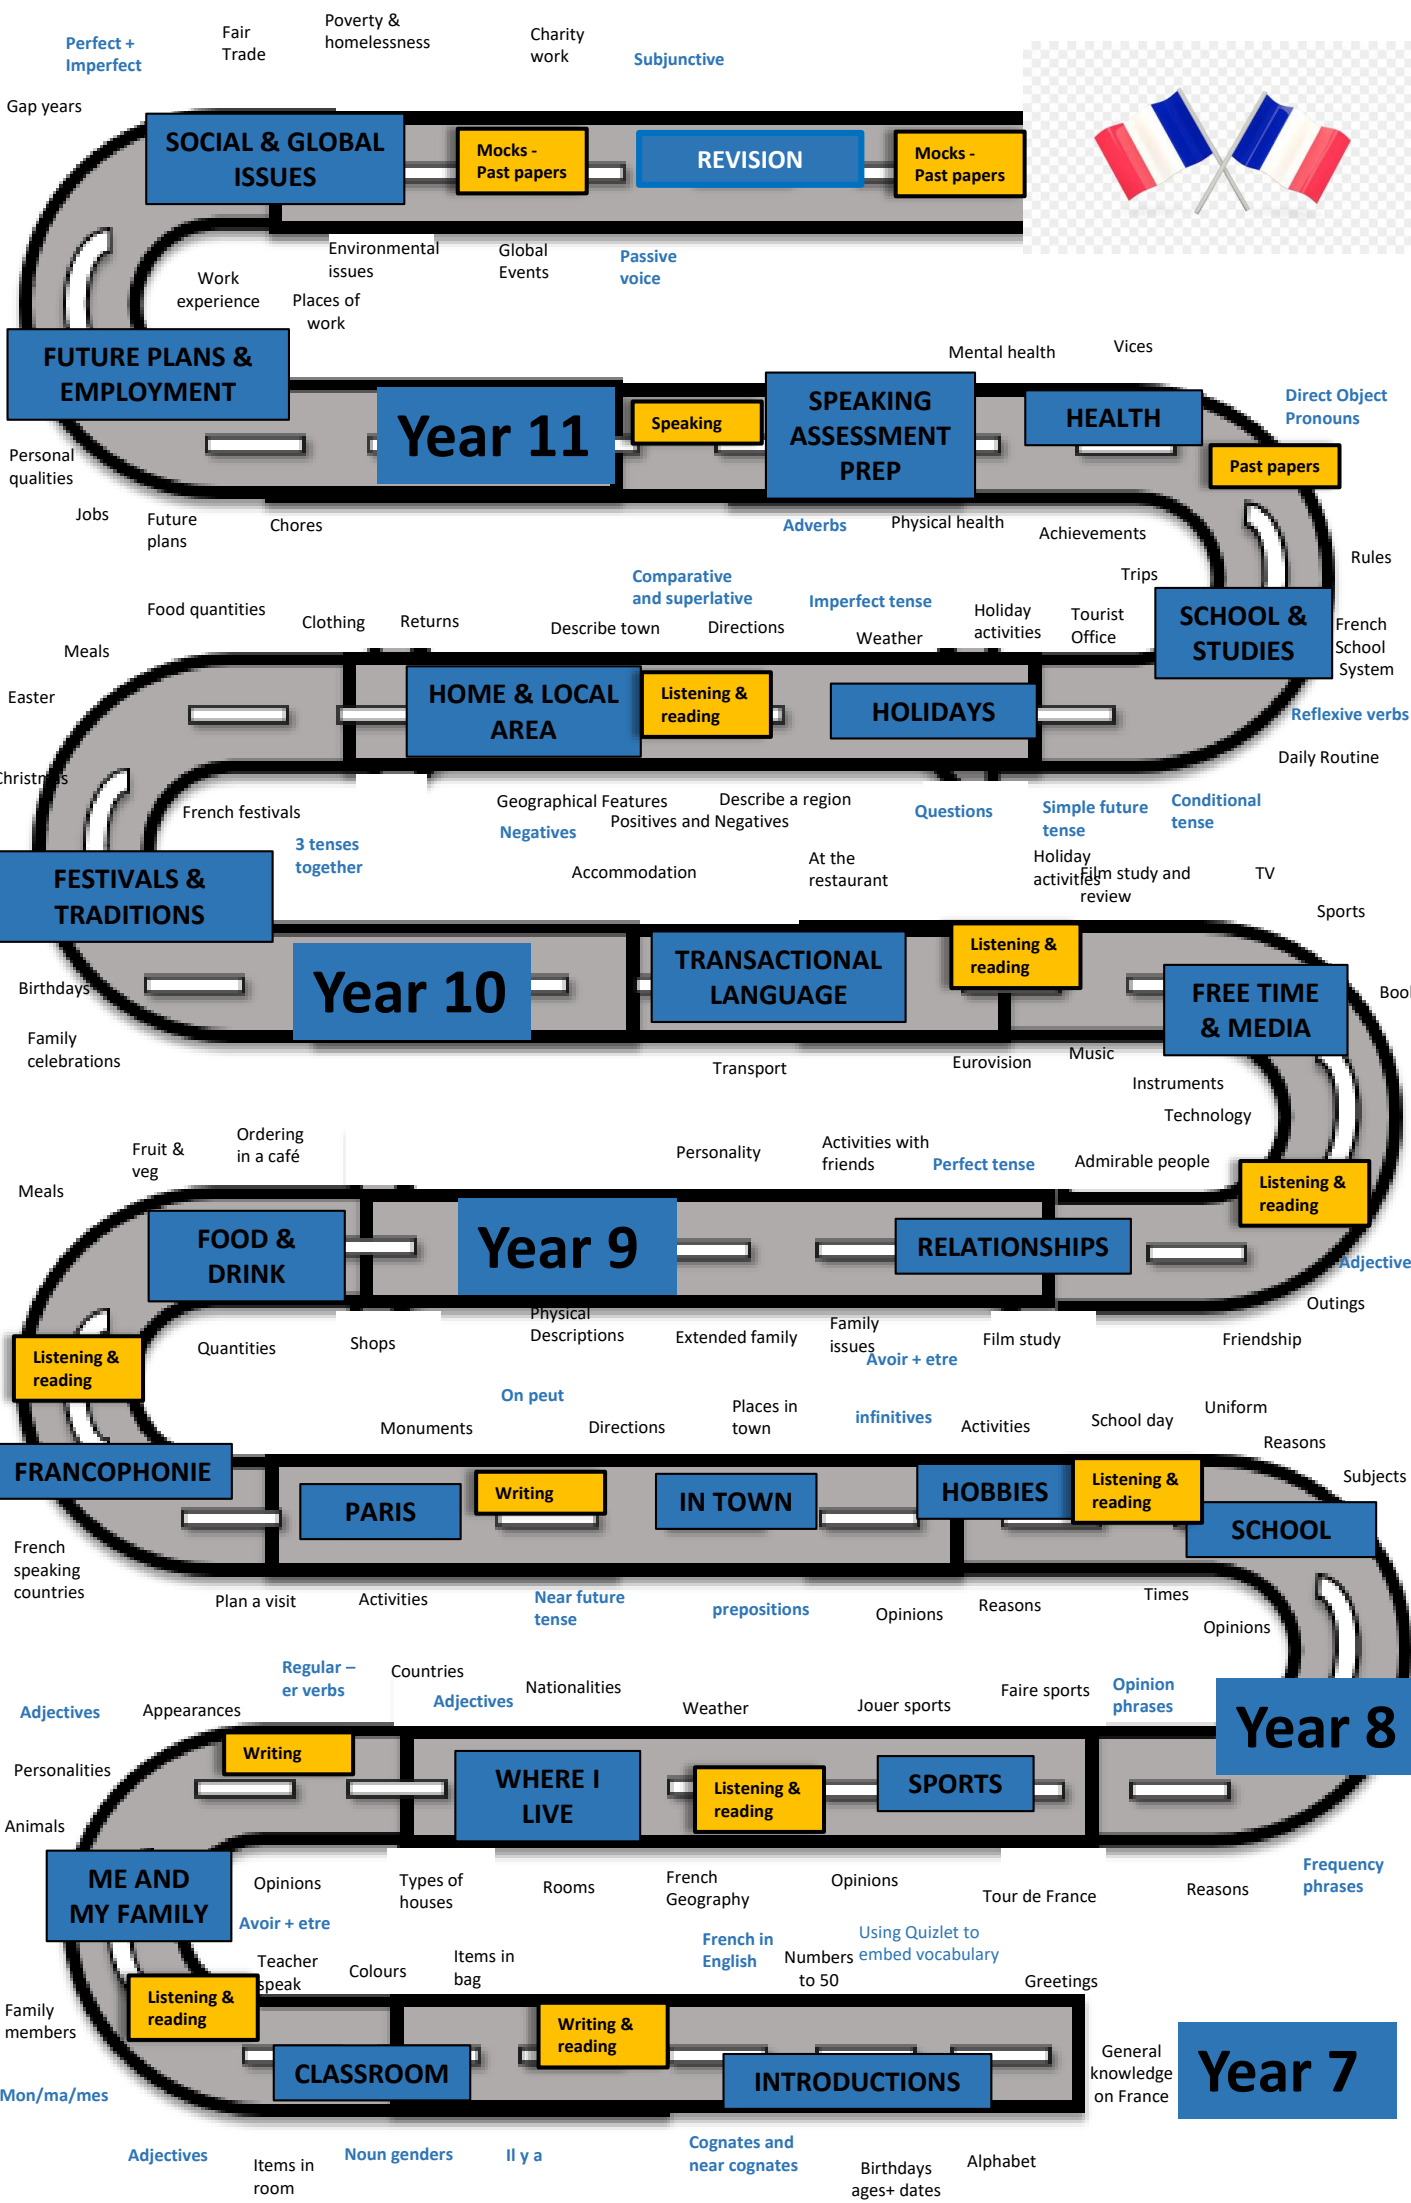 Perfect +
Imperfect
Fair
Trade
Poverty &
homelessness
Charity
work
Subjunctive
Gap years
SOCIAL & GLOBAL
ISSUES
Mocks -
Past papers
REVISION
Mocks -
Past papers
Environmental
issues
Global
Events
Passive
voice
Work
experience
Places of
work
FUTURE PLANS &
EMPLOYMENT
Mental health
Vices
Year 11
Speaking
SPEAKING
ASSESSMENT
PREP
HEALTH
Direct Object
Pronouns
Past papers
Personal
qualities
Jobs
Future
plans
Chores
Adverbs
Physical health
Achievements
Rules
Trips
Food quantities
Clothing
Returns
Comparative
and superlative
Describe town
Directions
Imperfect tense
Weather
Holiday
activities
Tourist
Office
SCHOOL &
STUDIES
French
School
System
Meals
Easter
HOME & LOCAL
AREA
Listening &
reading
HOLIDAYS
Reflexive verbs
Daily Routine
Christmas
French festivals
3 tenses
together
Geographical Features
Negatives
Positives and Negatives
Describe a region
Questions
Simple future
tense
Conditional
tense
Accommodation
At the
restaurant
Holiday
activities
Film study and
review
TV
Sports
FESTIVALS &
TRADITIONS
Year 10
TRANSACTIONAL
LANGUAGE
Listening &
reading
FREE TIME
& MEDIA
Birthdays
Family
celebrations
Transport
Eurovision
Music
Instruments
Technology
Fruit &
veg
Ordering
in a café
Personality
Activities with
friends
Perfect tense
Admirable people
Listening &
reading
Meals
FOOD &
DRINK
Year 9
RELATIONSHIPS
Adjective
Outings
Friendship
Quantities
Shops
Physical
Descriptions
Extended family
Family
issues
Film study
Avoir + etre
Listening &
reading
On peut
Monuments
Directions
Places in
town
infinitives
Activities
School day
Uniform
Reasons
Subjects
FRANCOPHONIE
PARIS
Writing
IN TOWN
HOBBIES
Listening &
reading
SCHOOL
French
speaking
countries
Plan a visit
Activities
Near future
tense
prepositions
Opinions
Reasons
Times
Opinions
Regular –
er verbs
Countries
Adjectives
Nationalities
Weather
Jouer sports
Faire sports
Opinion
phrases
Year 8
Adjectives
Appearances
Writing
Personalities
WHERE I
LIVE
Listening &
reading
SPORTS
Animals
ME AND
MY FAMILY
Opinions
Types of
houses
Rooms
French
Geography
Opinions
Tour de France
Reasons
Frequency
phrases
Avoir + etre
Teacher
speak
Colours
Items in
bag
French in
English
Numbers
to 50
Using Quizlet to
embed vocabulary
Greetings
Family
members
Listening &
reading
CLASSROOM
Writing &
reading
INTRODUCTIONS
General
knowledge
on France
Year 7
Mon/ma/mes
Adjectives
Items in
room
Noun genders
Il y a
Cognates and
near cognates
Birthdays
ages+ dates
Alphabet